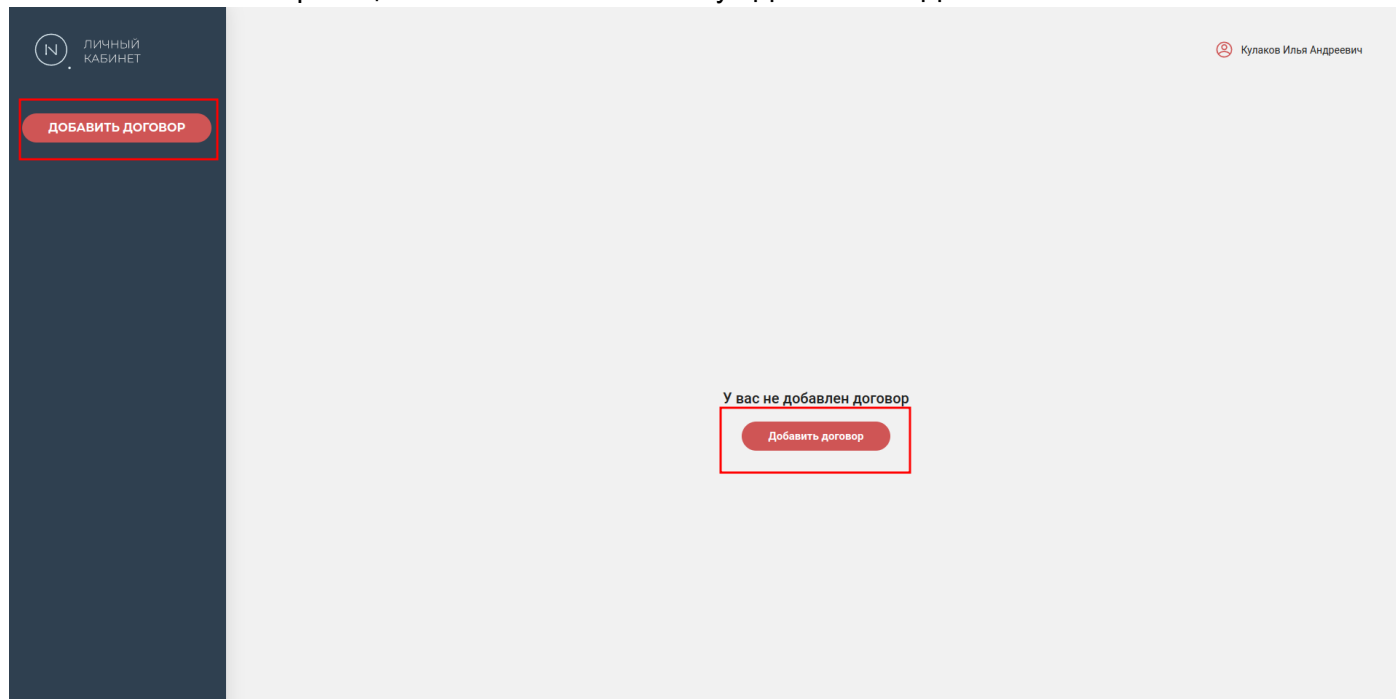 ЛИЧНЫЙ
КАБИНЕТ
Кулаков Илья Андреевич
ДОБАВИТЬ ДОГОВОР
У вас не добавлен договор
Добавить договор